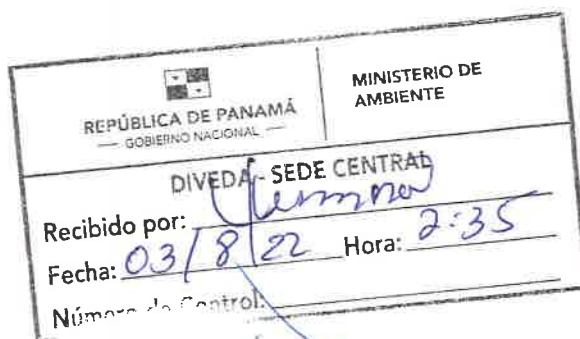 REPÚBLICA DE PANAMÁ
— GOBIERNO NACIONAL —
MINISTERIO DE
AMBIENTE
DIVEDA - SEDE CENTRAL
Recibido por:
Fecha: 03/8/22 Hora: 2:35
Número de Control: